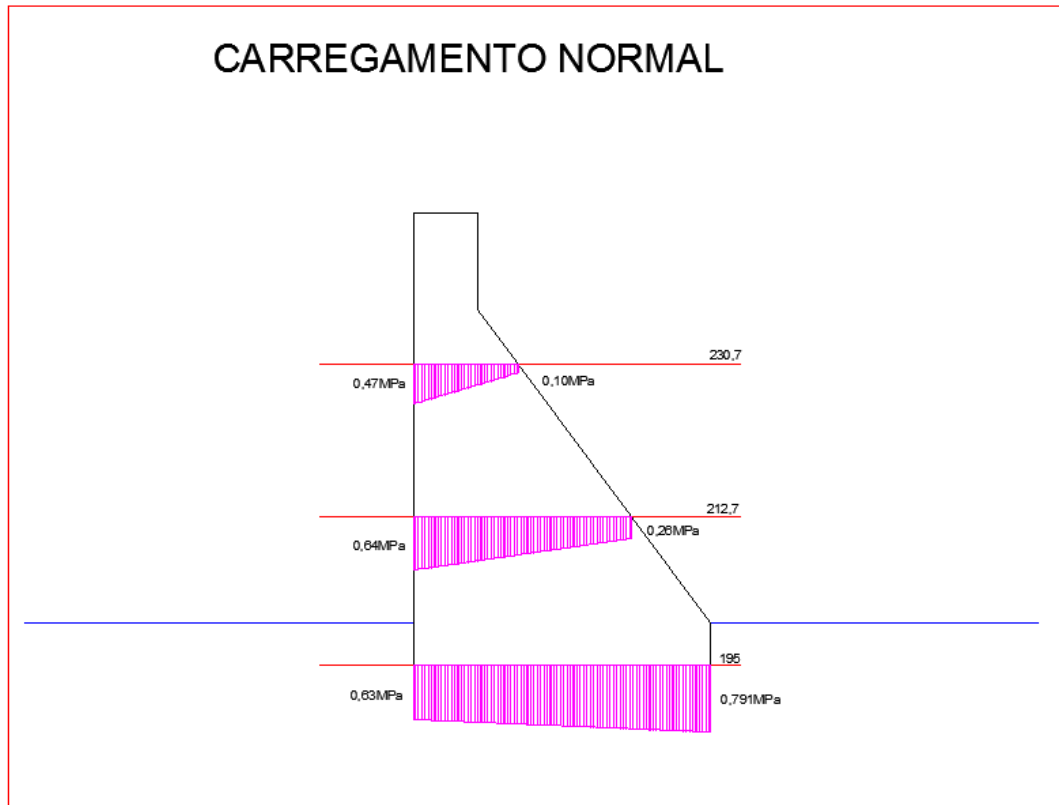 CARREGAMENTO NORMAL
230,7
0,47MPa
0,10MPa
212,7
0,64MPa
0,26MPa
195
0,63MPa
0,791MPa